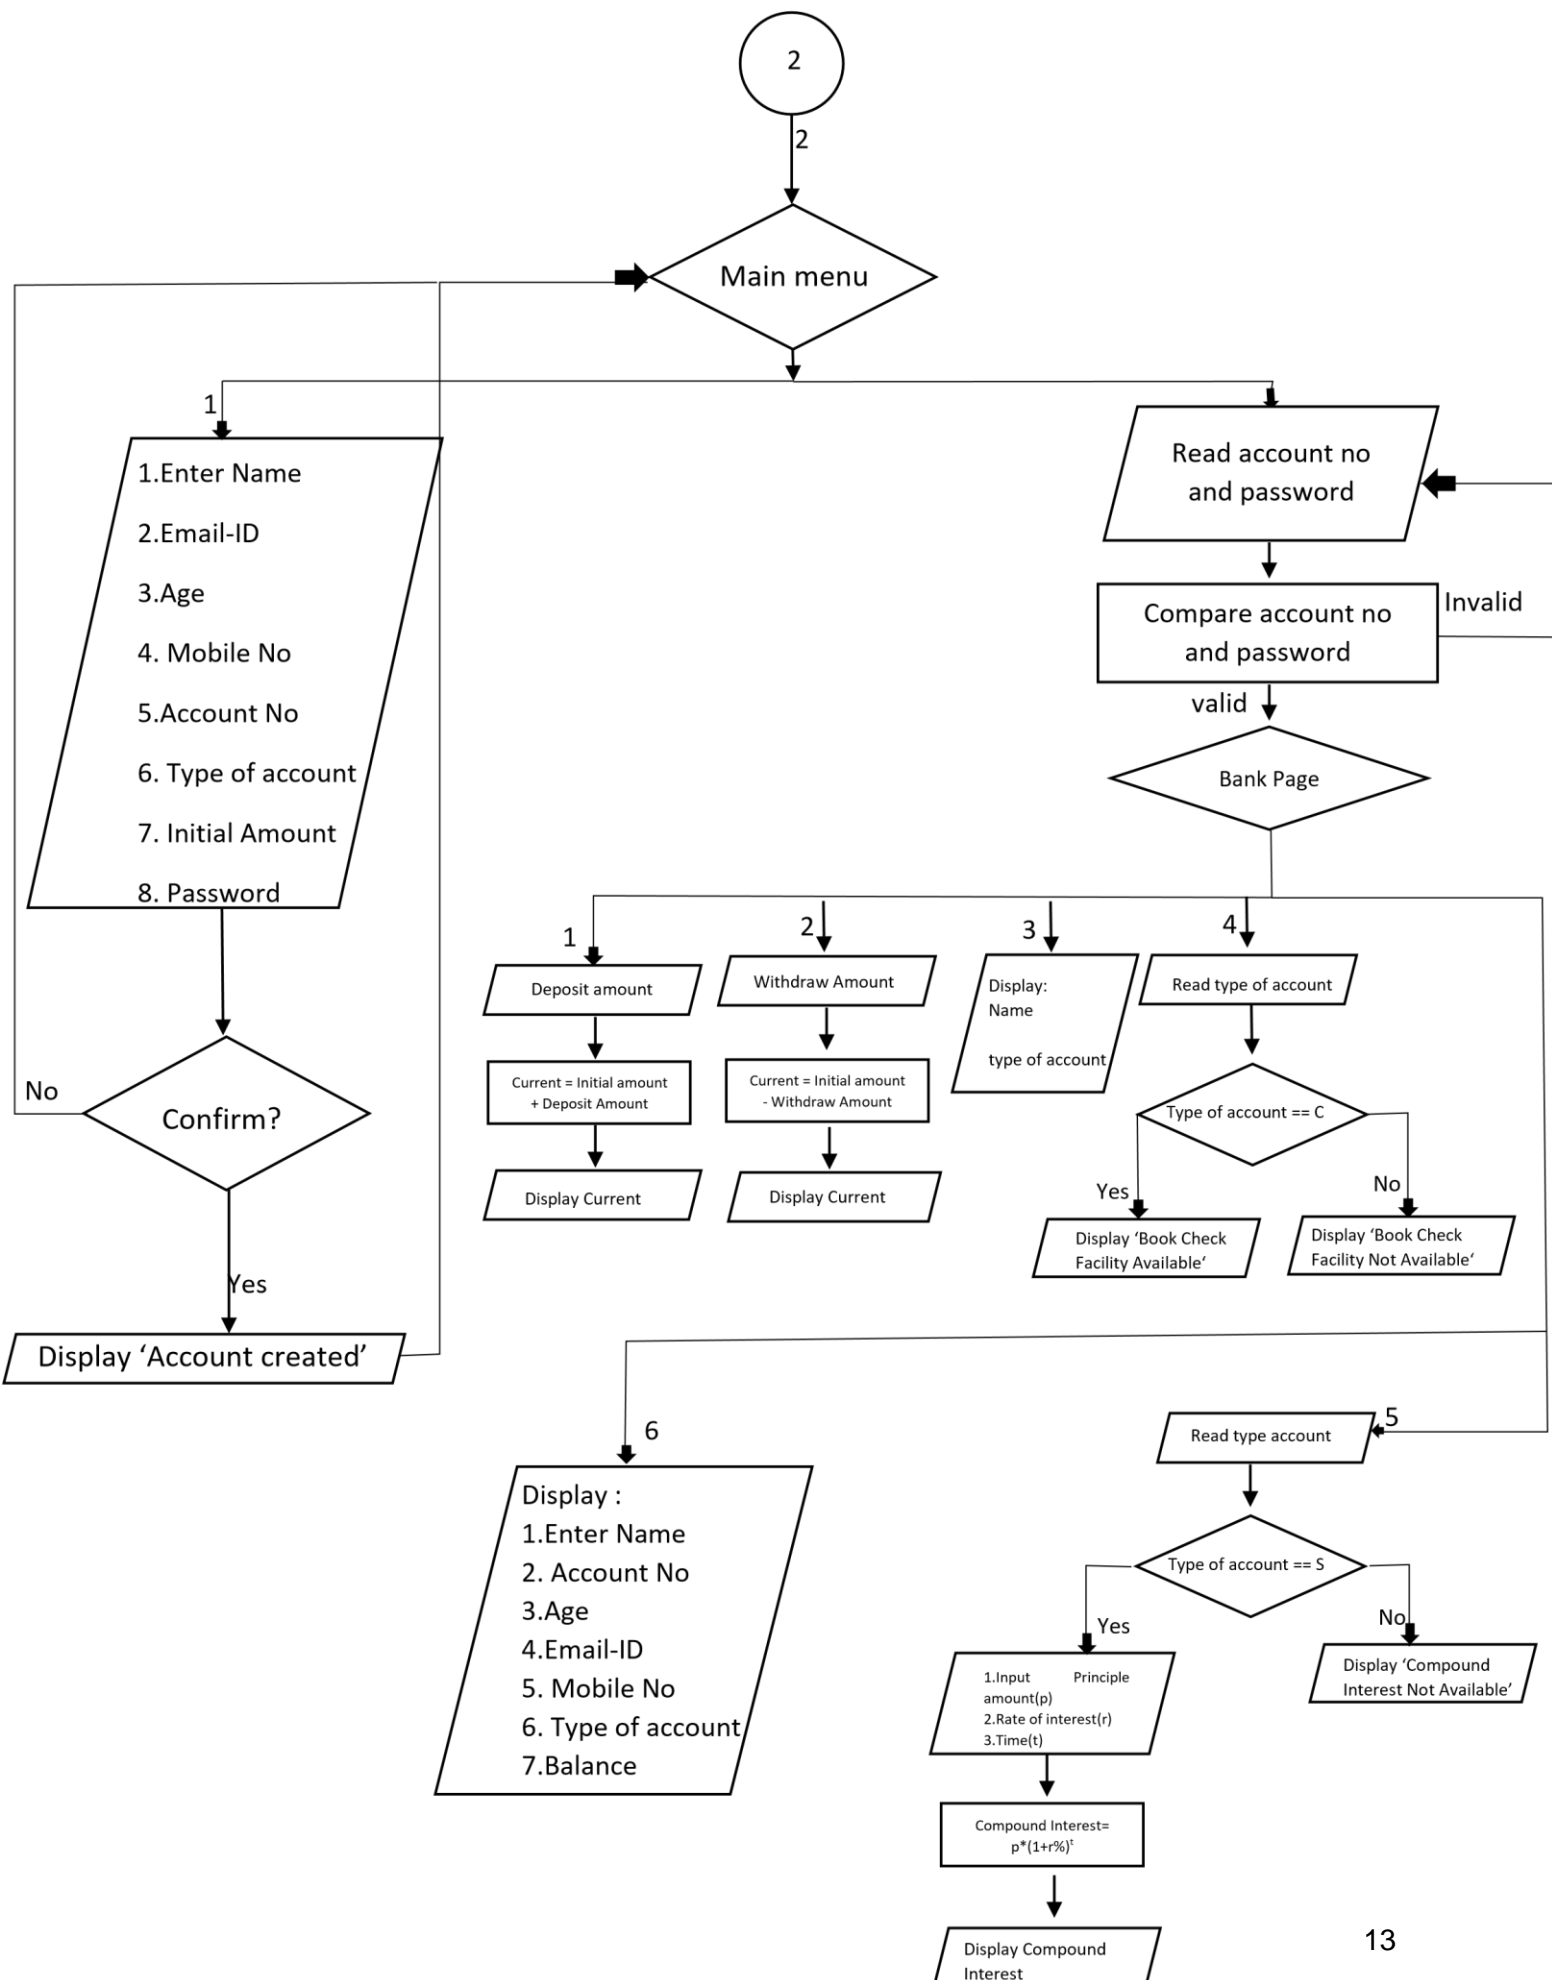 2
2
Main menu
1
1.Enter Name
2.Email-ID
3.Age
4. Mobile No
5.Account No
6. Type of account
7. Initial Amount
8. Password
Confirm?
No
Yes
Display ‘Account created’
Read account no
and password
Compare account no
and password
Invalid
valid
Bank Page
1
Deposit amount
Current = Initial amount
+ Deposit Amount
Display Current
2
Withdraw Amount
Current = Initial amount
- Withdraw Amount
Display Current
3
Display:
Name
type of account
4
Read type of account
Type of account == C
Yes
Display ‘Book Check
Facility Available‘
No
Display ‘Book Check
Facility Not Available‘
6
Display :
1.Enter Name
2. Account No
3.Age
4.Email-ID
5. Mobile No
6. Type of account
7.Balance
5
Read type account
Type of account == S
Yes
1.Input Principle
amount(p)
2.Rate of interest(r)
3.Time(t)
Compound Interest=
p*(1+r%)ᵗ
Display Compound
Interest
No
Display ‘Compound
Interest Not Available’
13